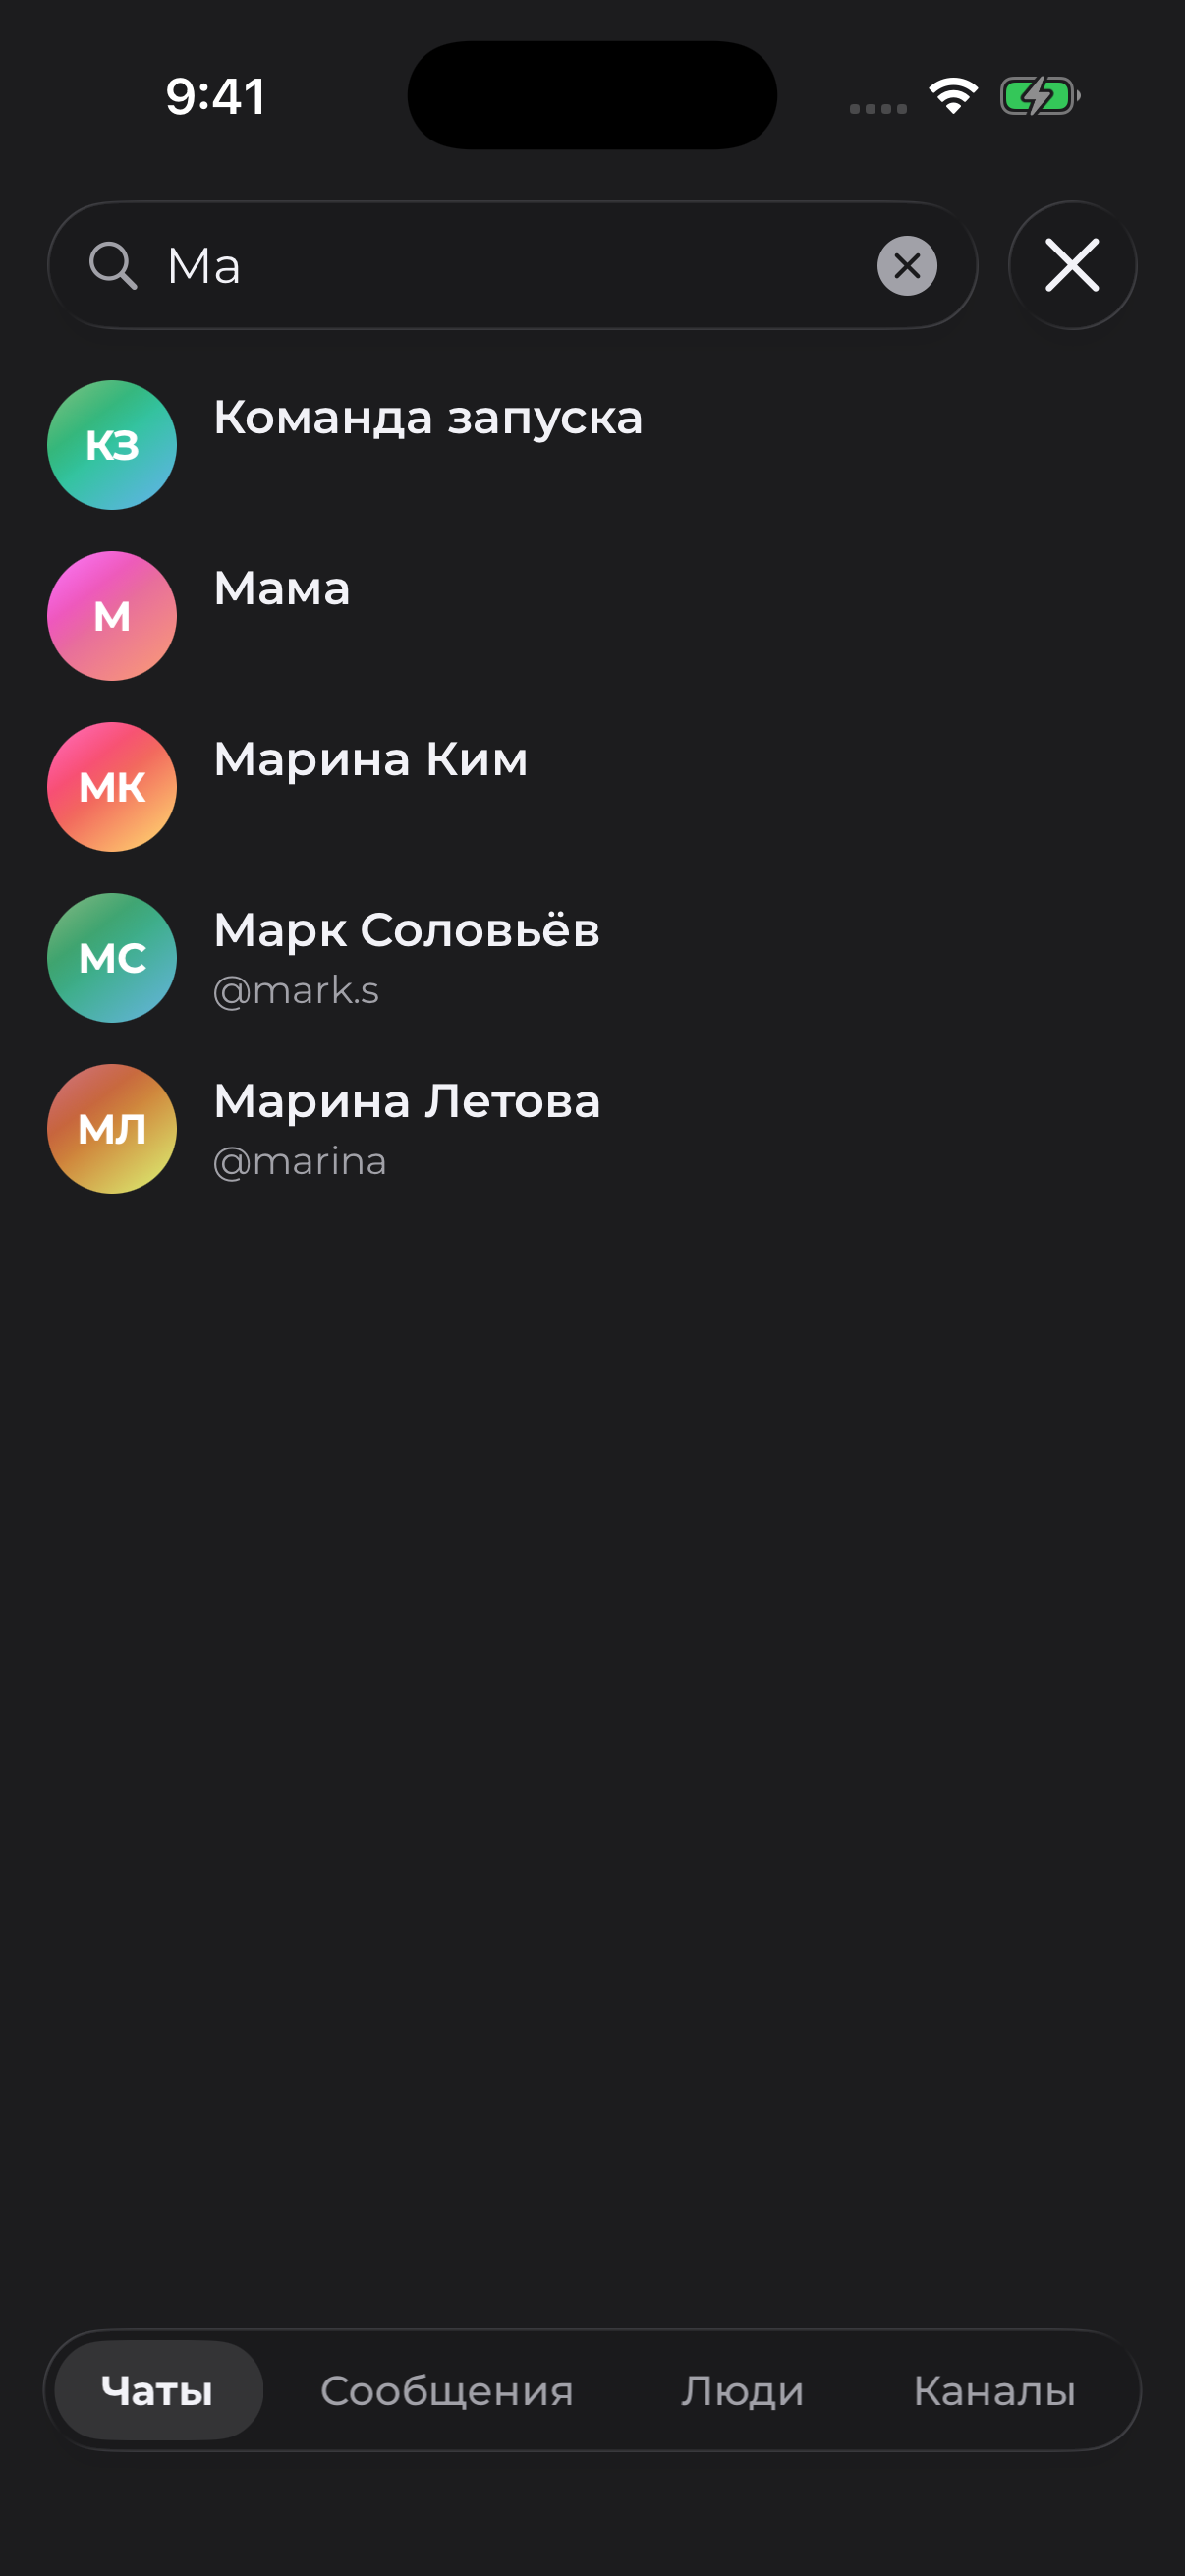 9:41
Ма
КЗ
Команда запуска
М
Мама
МК
Марина Ким
МС
Марк Соловьёв
@mark.s
МЛ
Марина Летова
@marina
Чаты Сообщения Люди Каналы